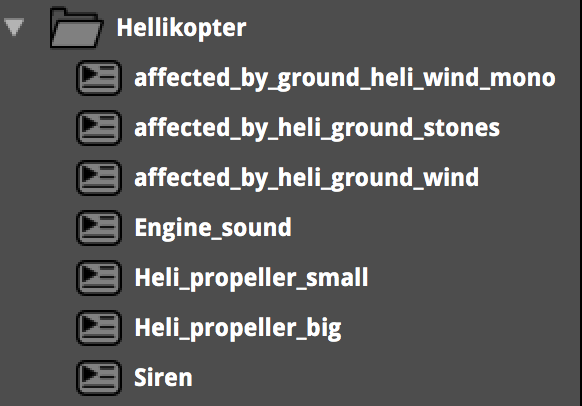 Hellikopter
affected_by_ground_heli_wind_mono
affected_by_heli_ground_stones
affected_by_heli_ground_wind
Engine_sound
Heli_propeller_small
Heli_propeller_big
Siren